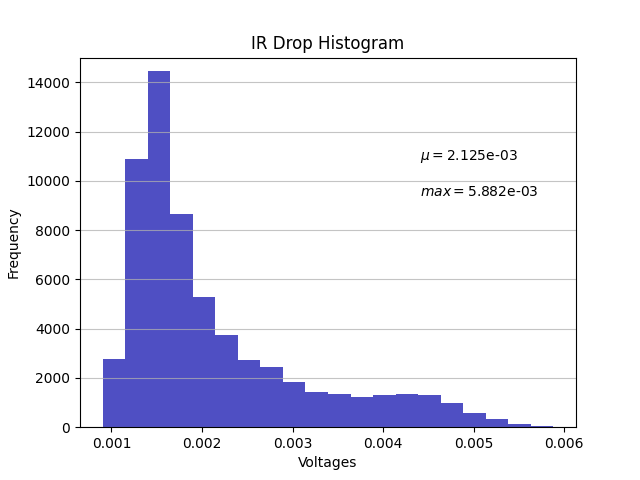 IR Drop Histogram
14000
12000
10000
8000
6000
4000
2000
0
Frequency
μ = 2.125e-03
max = 5.882e-03
0.001 0.002 0.003 0.004 0.005 0.006
Voltages